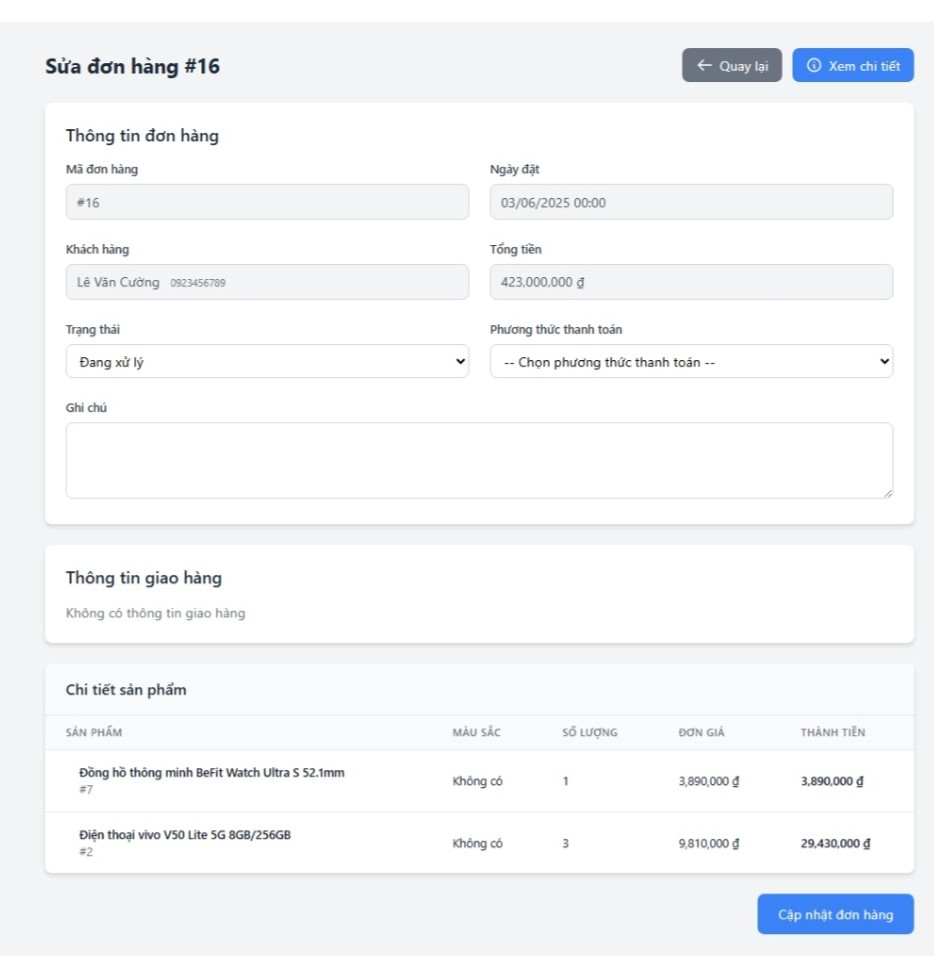 Sửa đơn hàng #16
← Quay lại
Xem chi tiết
Thông tin đơn hàng
Mã đơn hàng
Ngày đặt
#16
03/06/2025 00:00
Khách hàng
Tổng tiền
Lê Văn Cường 0923456789
423,000,000 ₫
Trạng thái
Phương thức thanh toán
Đang xử lý
-- Chọn phương thức thanh toán --
Ghi chú
Thông tin giao hàng
Không có thông tin giao hàng
Chi tiết sản phẩm
SẢN PHẨM MÀU SẮC SỐ LƯỢNG ĐƠN GIÁ THÀNH TIỀN
Đồng hồ thông minh BeFit Watch Ultra S 52.1mm
#7
Không có 1 3,890,000 ₫ 3,890,000 ₫
Điện thoại vivo V50 Lite 5G 8GB/256GB
#2
Không có 3 9,810,000 ₫ 29,430,000 ₫
Cập nhật đơn hàng